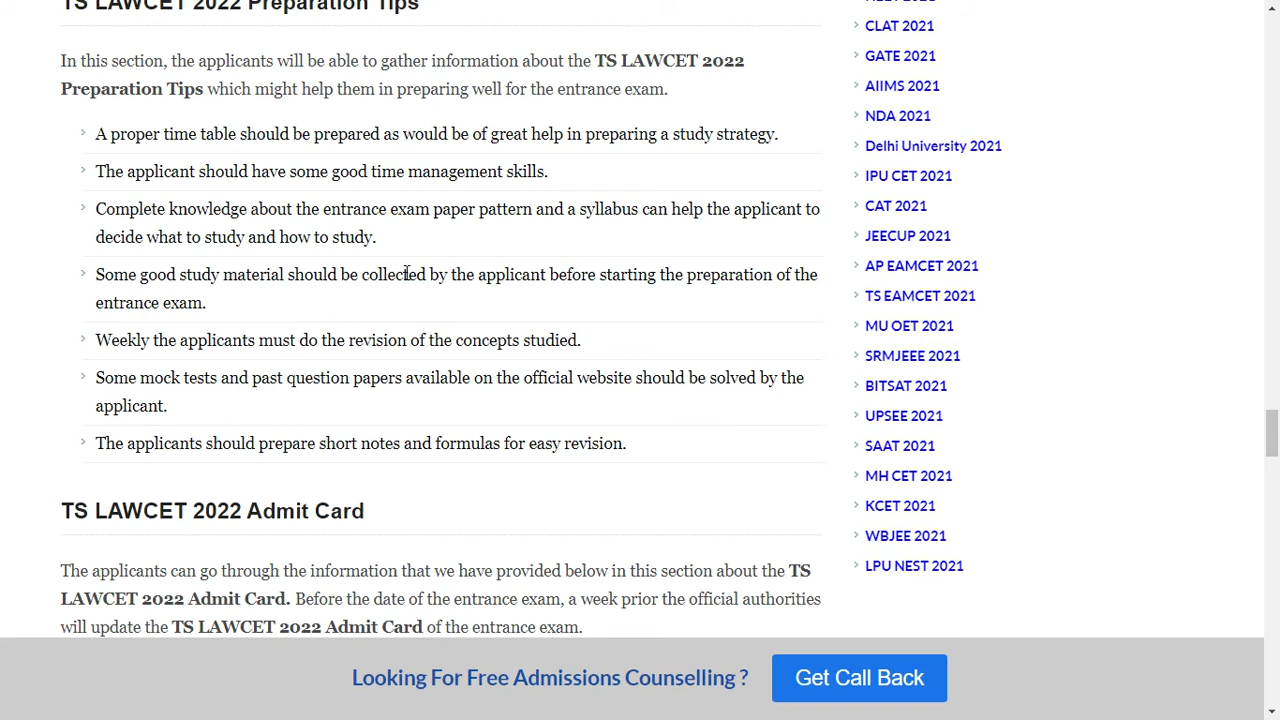 TS LAWCET 2022 Preparation Tips
In this section, the applicants will be able to gather information about the TS LAWCET 2022
Preparation Tips which might help them in preparing well for the entrance exam.
A proper time table should be prepared as would be of great help in preparing a study strategy.
The applicant should have some good time management skills.
Complete knowledge about the entrance exam paper pattern and a syllabus can help the applicant to
decide what to study and how to study.
Some good study material should be collected by the applicant before starting the preparation of the
entrance exam.
Weekly the applicants must do the revision of the concepts studied.
Some mock tests and past question papers available on the official website should be solved by the
applicant.
The applicants should prepare short notes and formulas for easy revision.
TS LAWCET 2022 Admit Card
The applicants can go through the information that we have provided below in this section about the TS
LAWCET 2022 Admit Card. Before the date of the entrance exam, a week prior the official authorities
will update the TS LAWCET 2022 Admit Card of the entrance exam.
CLAT 2021
GATE 2021
AIIMS 2021
NDA 2021
Delhi University 2021
IPU CET 2021
CAT 2021
JEECUP 2021
AP EAMCET 2021
TS EAMCET 2021
MU OET 2021
SRMJEEE 2021
BITSAT 2021
UPSEE 2021
SAAT 2021
MH CET 2021
KCET 2021
WBJEE 2021
LPU NEST 2021
Looking For Free Admissions Counselling ?
Get Call Back